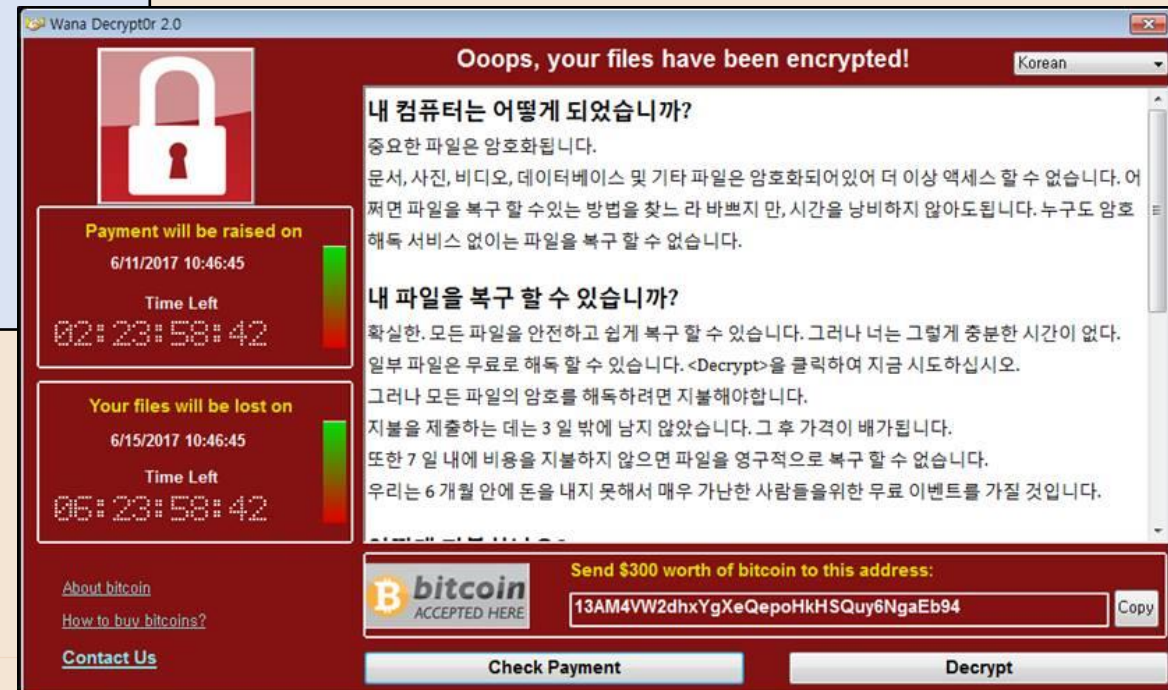 Wana Decrypt0r 2.0
Ooops, your files have been encrypted!
Korean
내 컴퓨터는 어떻게 되었습니까?
중요한 파일은 암호화됩니다.
문서, 사진, 비디오, 데이터베이스 및 기타 파일은 암호화되어있어 더 이상 액세스 할 수 없습니다. 어
쩌면 파일을 복구 할 수있는 방법을 찾느 라 바쁘지 만, 시간을 낭비하지 않아도됩니다. 누구도 암호
해독 서비스 없이는 파일을 복구 할 수 없습니다.
내 파일을 복구 할 수 있습니까?
확실한. 모든 파일을 안전하고 쉽게 복구 할 수 있습니다. 그러나 너는 그렇게 충분한 시간이 없다.
일부 파일은 무료로 해독 할 수 있습니다. <Decrypt>을 클릭하여 지금 시도하십시오.
그러나 모든 파일의 암호를 해독하려면 지불해야합니다.
지불을 제출하는 데는 3 일 밖에 남지 않았습니다. 그 후 가격이 배가됩니다.
또한 7 일 내에 비용을 지불하지 않으면 파일을 영구적으로 복구 할 수 없습니다.
우리는 6 개월 안에 돈을 내지 못해서 매우 가난한 사람들을위한 무료 이벤트를 가질 것입니다.
Payment will be raised on
6/11/2017 10:46:45
Time Left
02:23:58:42
Your files will be lost on
6/15/2017 10:46:45
Time Left
06:23:58:42
About bitcoin
How to buy bitcoins?
Contact Us
bitcoin
ACCEPTED HERE
Send $300 worth of bitcoin to this address:
13AM4VW2dhxYgXeQepoHkHSQuy6NgaEb94
Copy
Check Payment
Decrypt